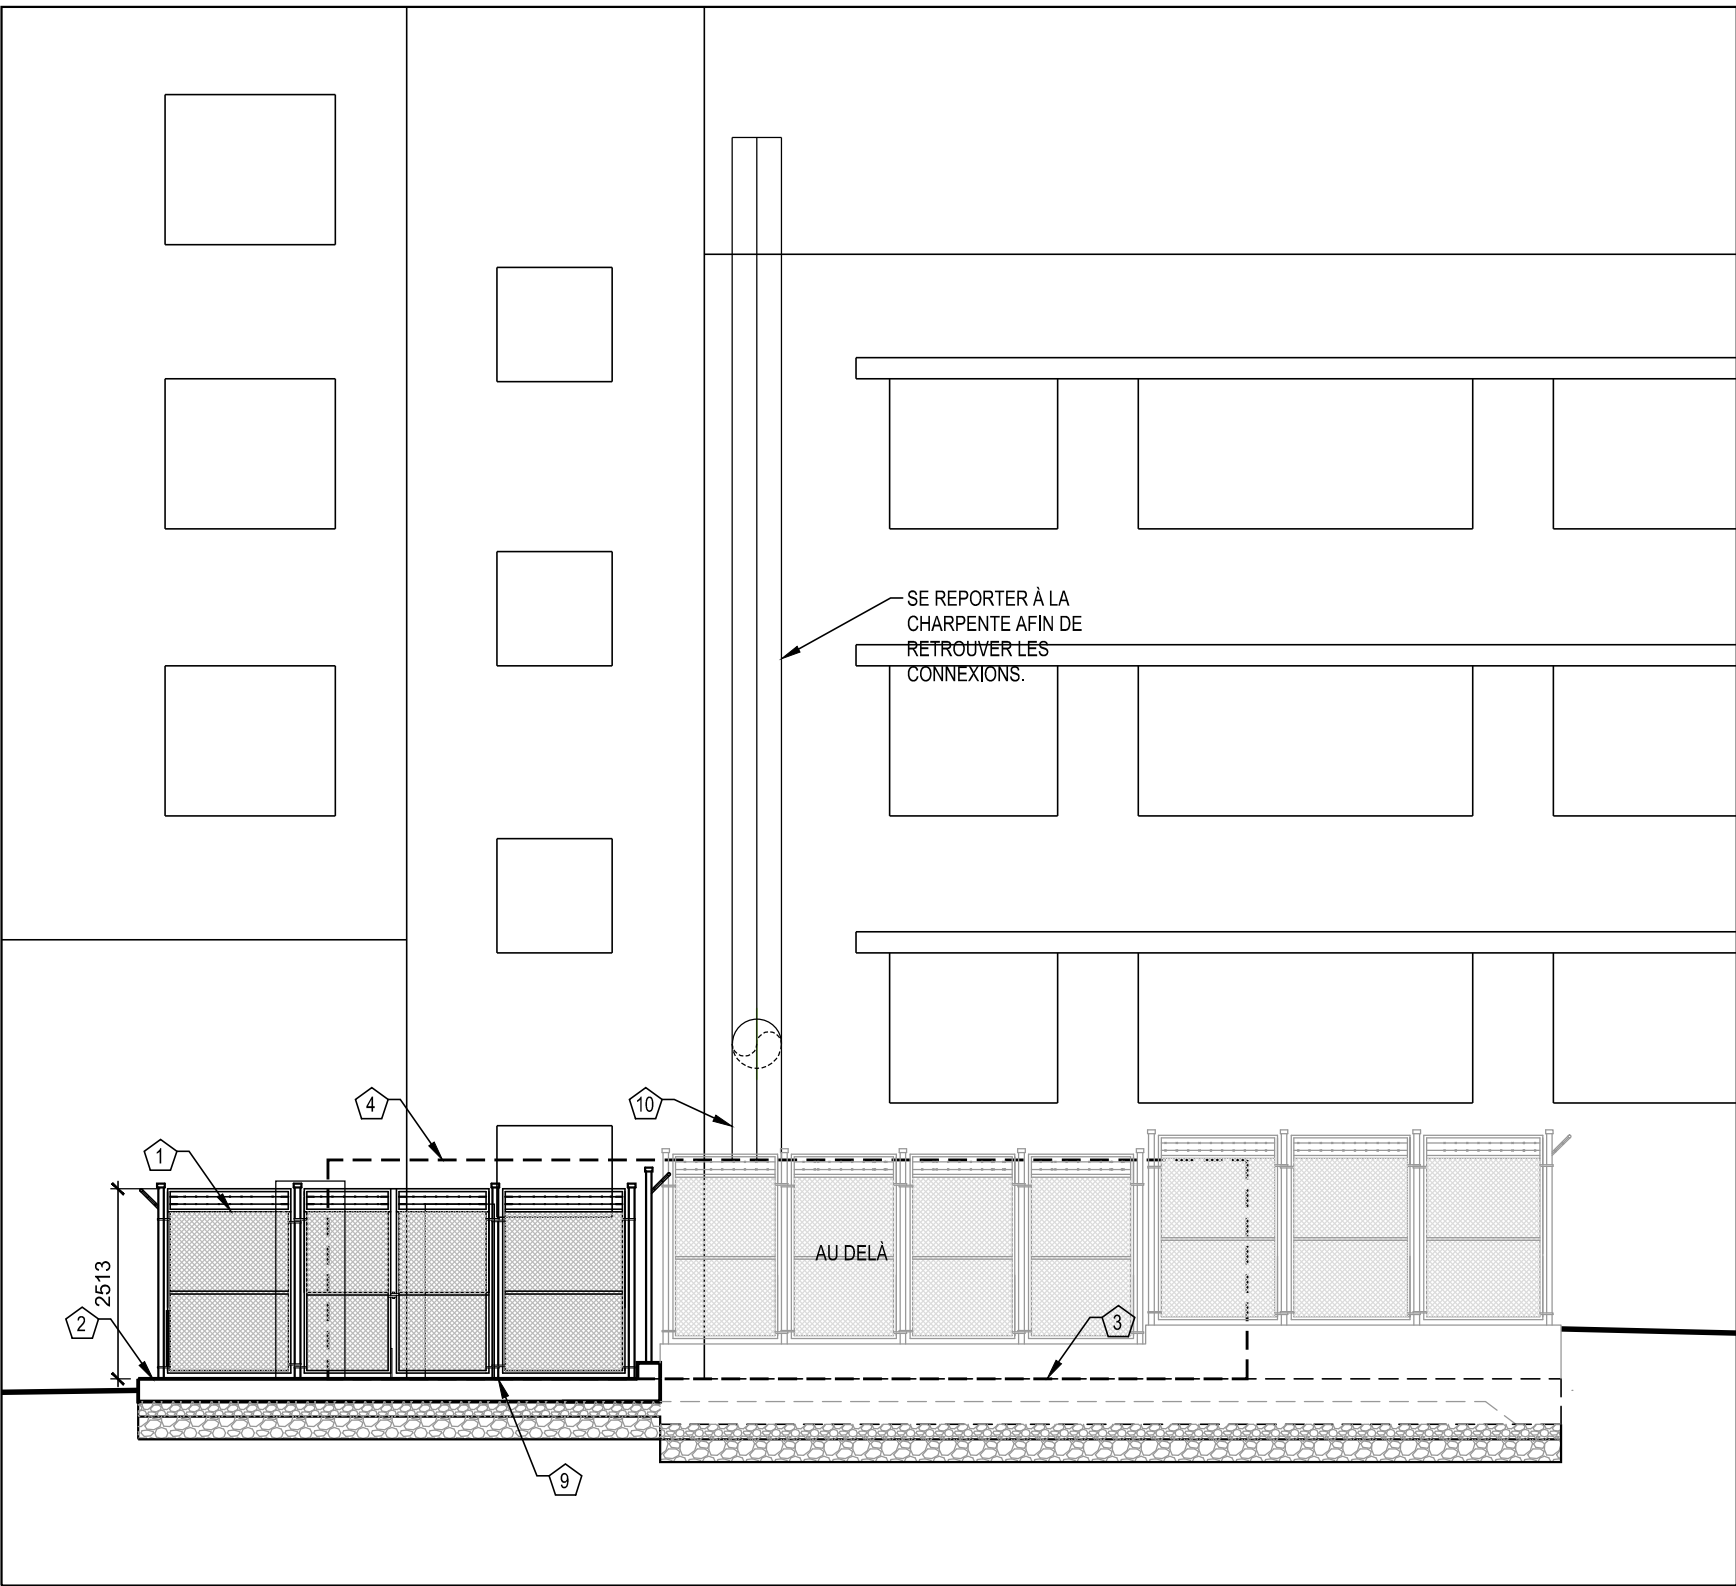 SE REPORTER À LA
CHARPENTE AFIN DE
RETROUVER LES
CONNEXIONS.
4
10
1
AU DELÀ
2513
2
3
9